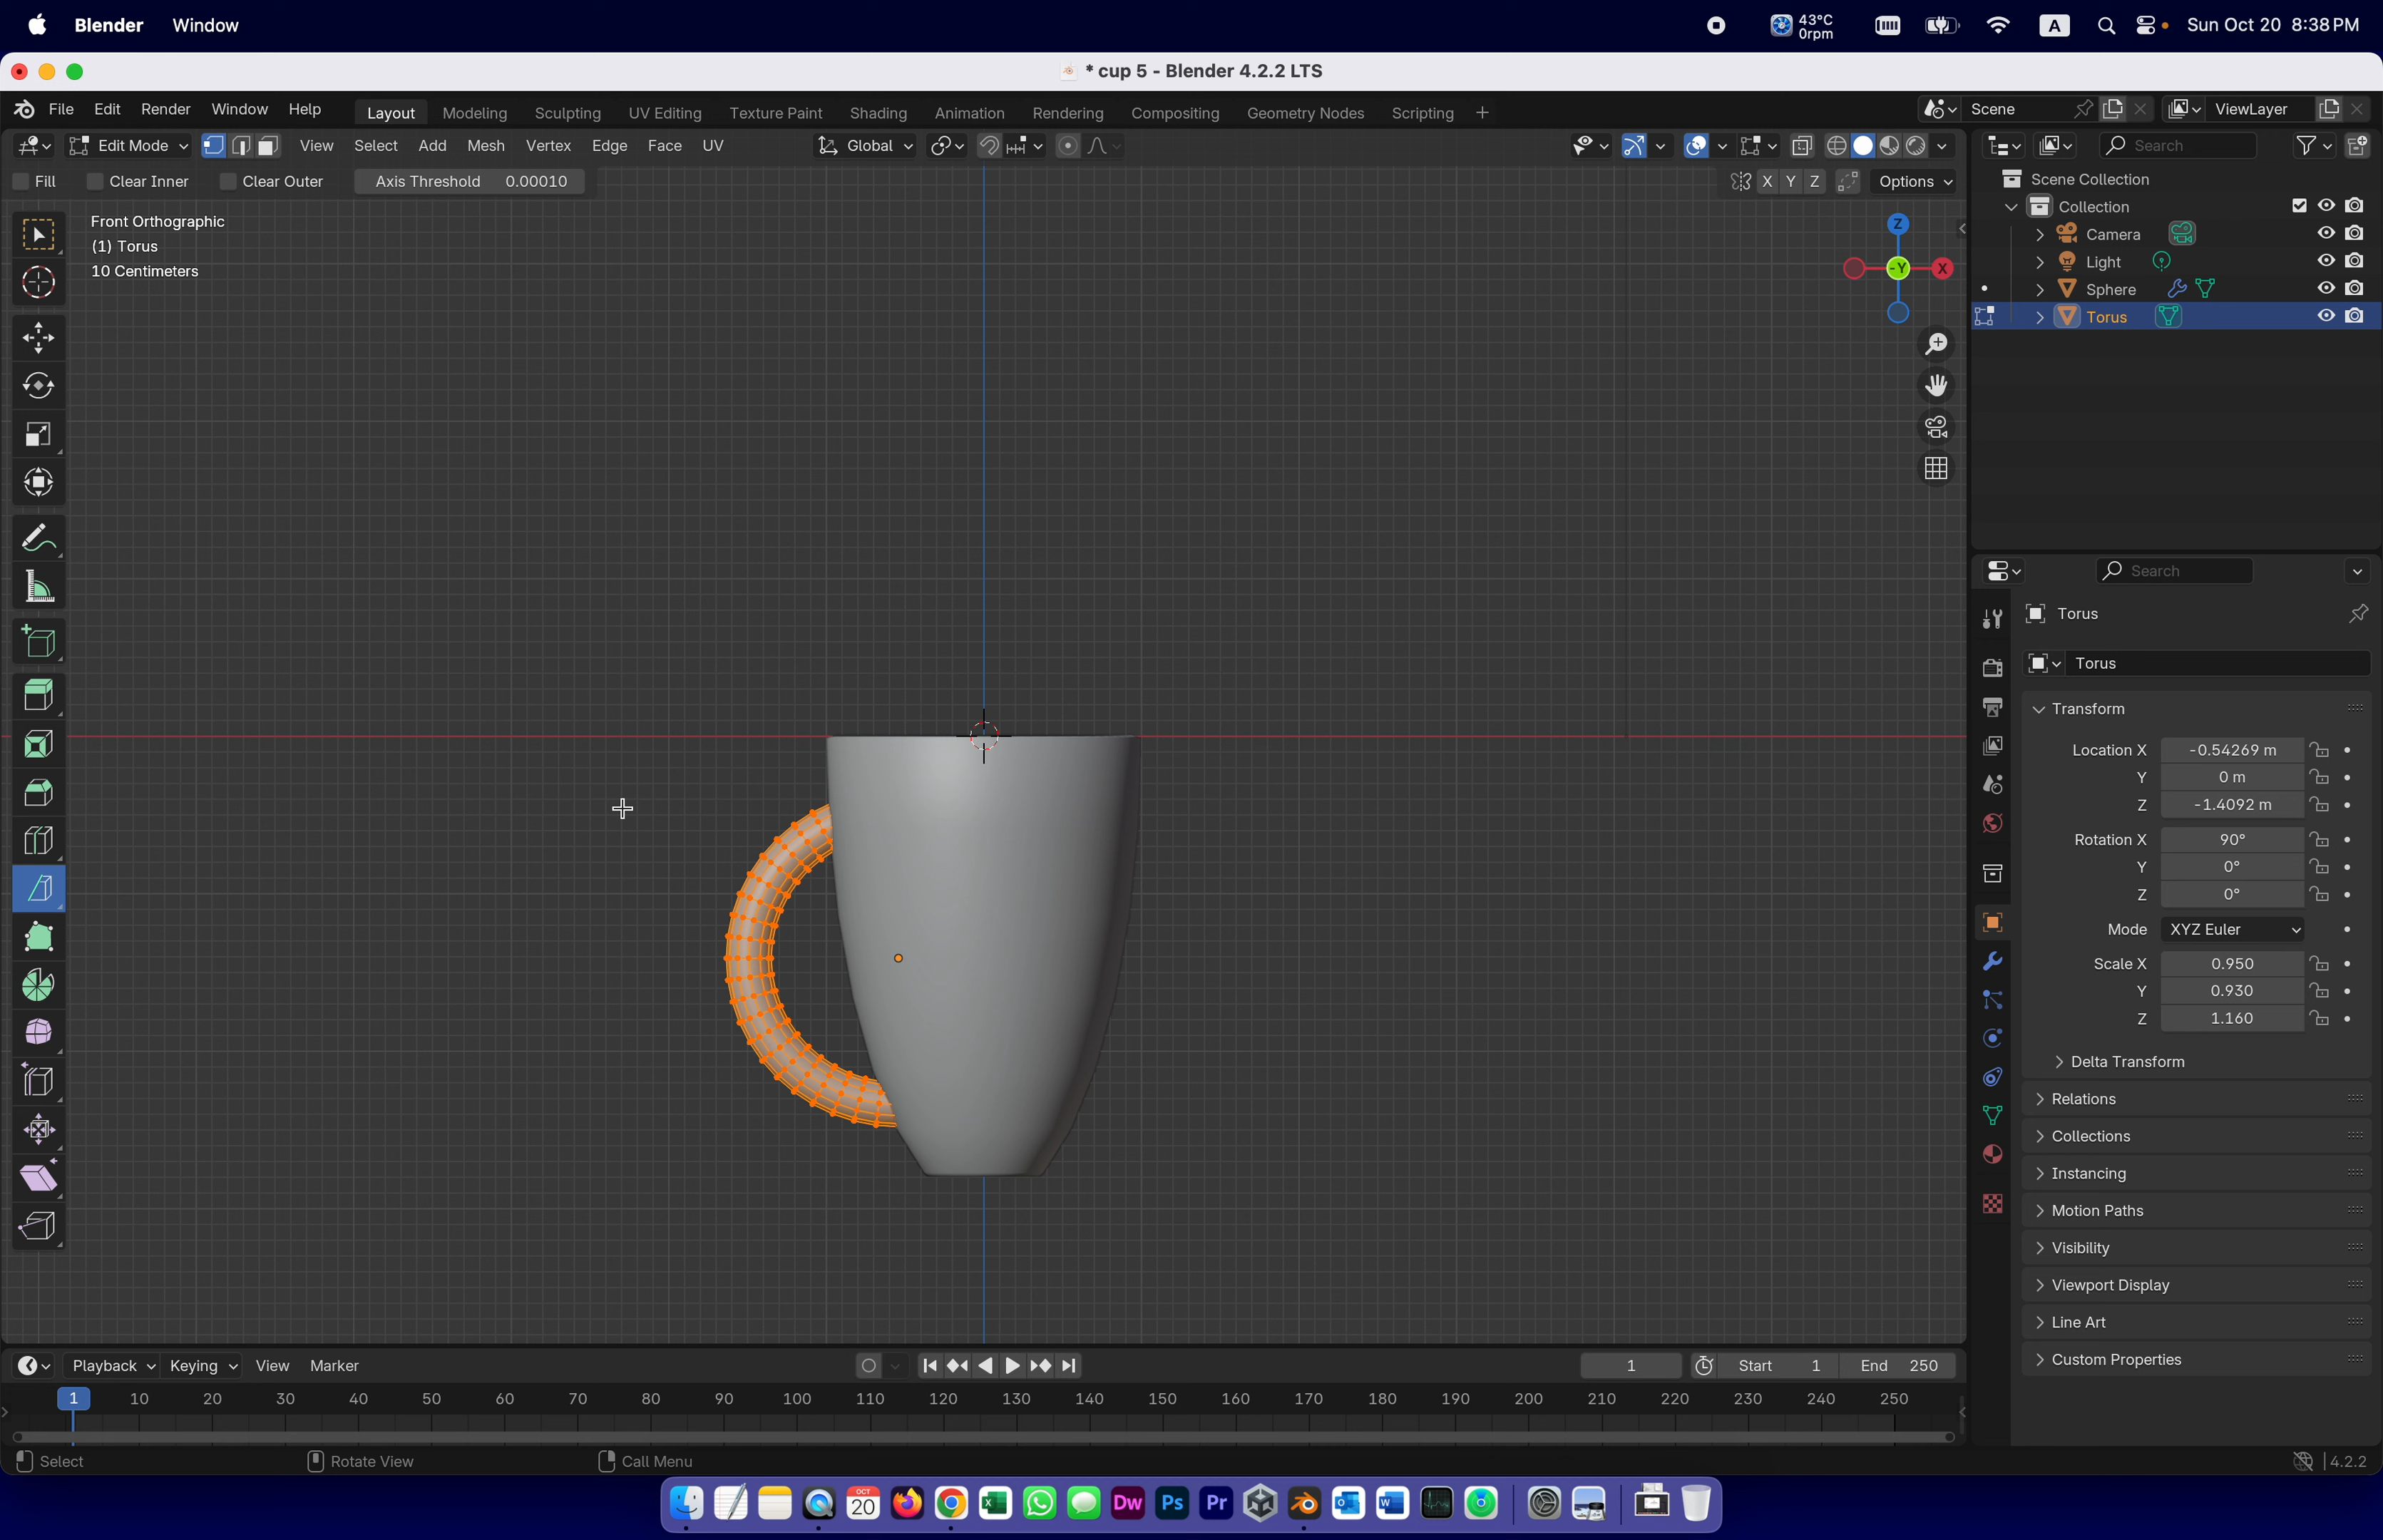 Blender Window
43°C
0rpm
A
Sun Oct 20 8:38 PM
* cup 5 - Blender 4.2.2 LTS
File Edit Render Window Help
Layout Modeling Sculpting UV Editing Texture Paint Shading Animation Rendering Compositing Geometry Nodes Scripting +
Scene
ViewLayer
Edit Mode View Select Add Mesh Vertex Edge Face UV
Global
Search
Fill Clear Inner Clear Outer Axis Threshold 0.00010
X Y Z Options
Front Orthographic
(1) Torus
10 Centimeters
Z
-Y
X
Scene Collection
Collection
Camera
Light
Sphere
Torus
Search
Torus
Torus
Transform
Location X -0.54269 m
Y 0 m
Z -1.4092 m
Rotation X 90°
Y 0°
Z 0°
Mode XYZ Euler
Scale X 0.950
Y 0.930
Z 1.160
Delta Transform
Relations
Collections
Instancing
Motion Paths
Visibility
Viewport Display
Line Art
Custom Properties
Playback Keying View Marker
1 Start 1 End 250
1 10 20 30 40 50 60 70 80 90 100 110 120 130 140 150 160 170 180 190 200 210 220 230 240 250
Select Rotate View Call Menu
4.2.2
OCT
20
Dw
Ps
Pr